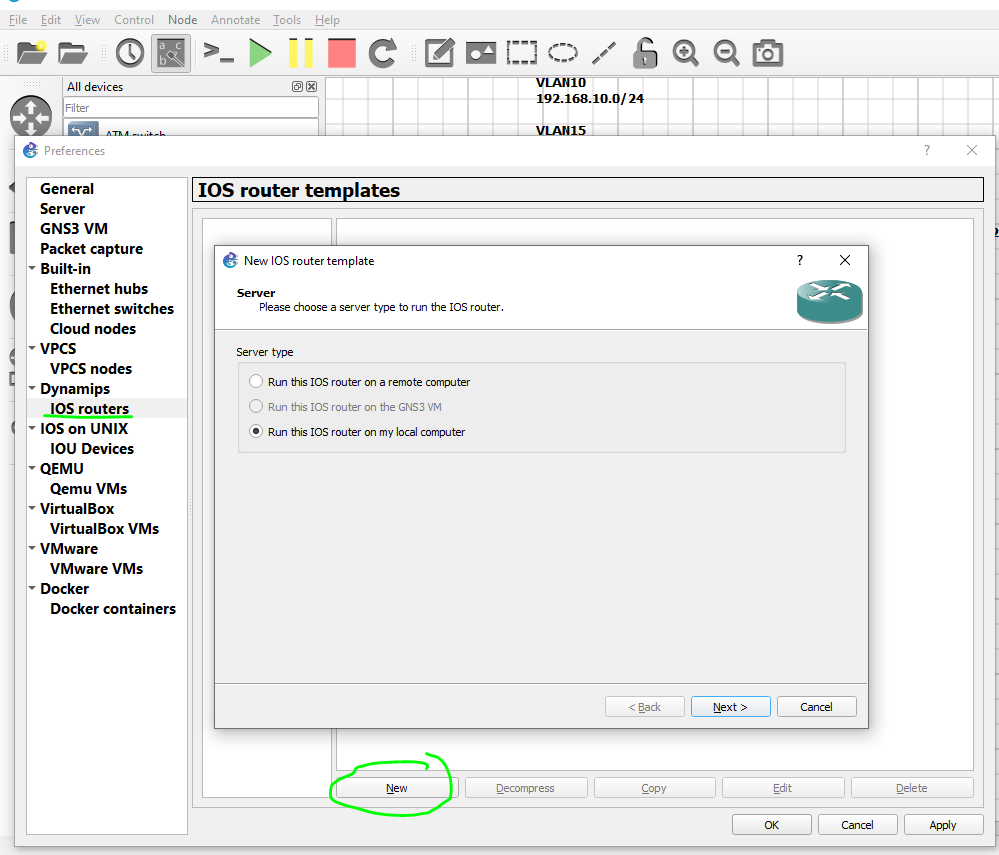 File Edit View Control Node Annotate Tools Help
All devices
Filter
ATM switch
VLAN10
192.168.10.0/24
VLAN15
Preferences
?
General
Server
GNS3 VM
Packet capture
Built-in
Ethernet hubs
Ethernet switches
Cloud nodes
VPCS
VPCS nodes
Dynamips
IOS routers
IOS on UNIX
IOU Devices
QEMU
Qemu VMs
VirtualBox
VirtualBox VMs
VMware
VMware VMs
Docker
Docker containers
IOS router templates
New IOS router template
?
Server
Please choose a server type to run the IOS router.
Server type
Run this IOS router on a remote computer
Run this IOS router on the GNS3 VM
Run this IOS router on my local computer
< Back Next > Cancel
New Decompress Copy Edit Delete
OK Cancel Apply